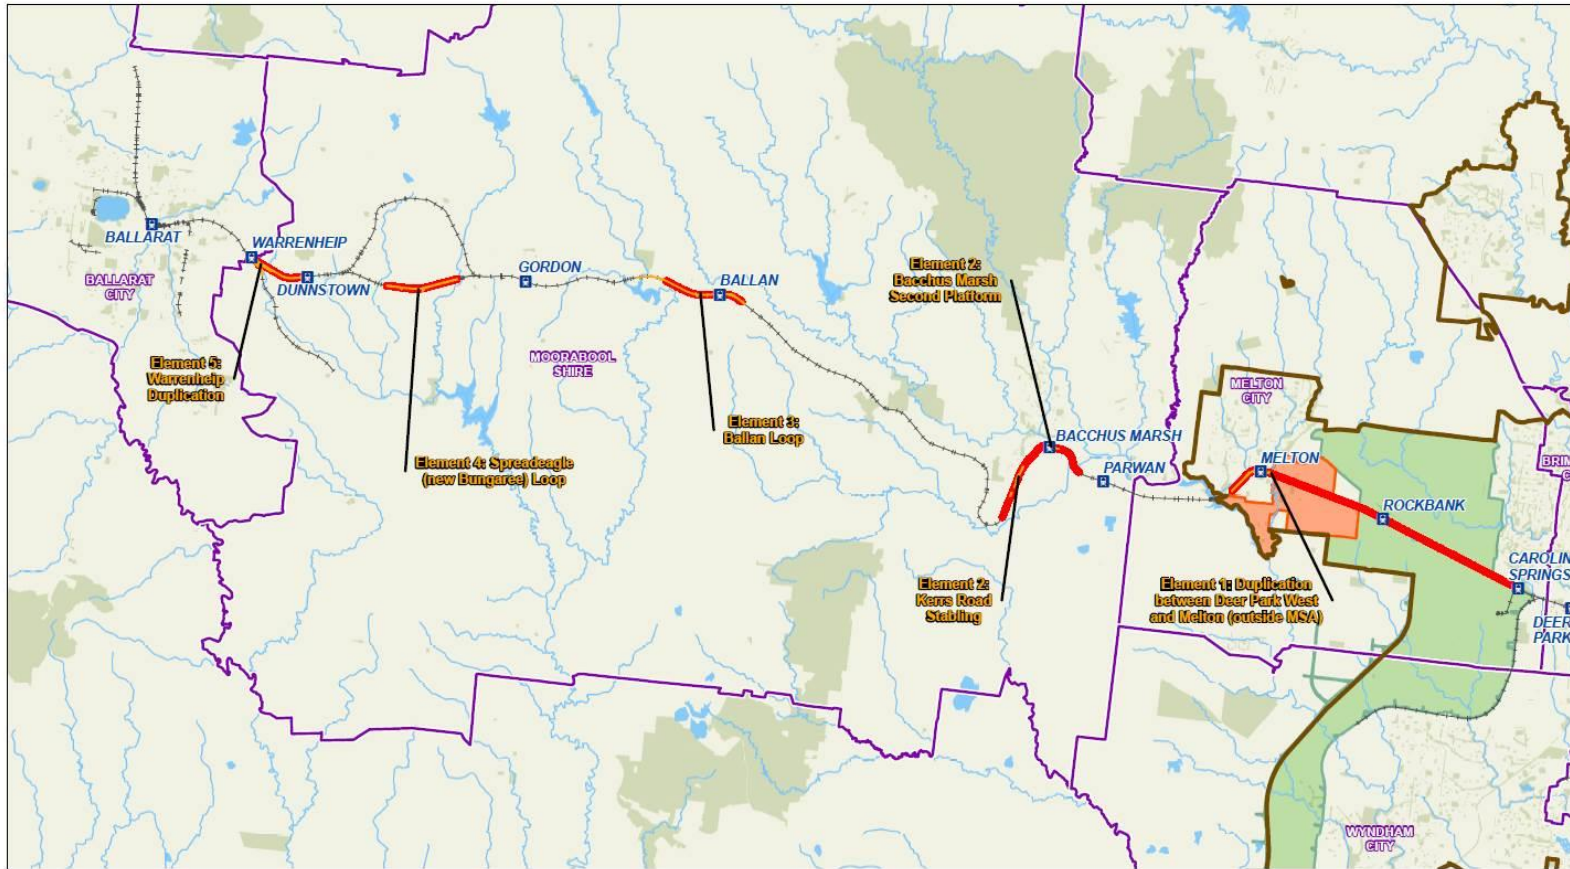 BALLARAT
WARRENHEIP
DUNNSTOWN
BALLARAT
CITY
GORDON
BALLAN
Element 2:
Bacchus Marsh
Second Platform
Element 5:
Warrenheip
Duplication
MOORABOOL
SHIRE
Element 3:
Ballan Loop
Element 4: Spreadeagle
(new Bungaree) Loop
BACCHUS MARSH
PARWAN
MELTON
CITY
MELTON
ROCKBANK
BRIM
C
CAROLIN
SPRINGS
DEER
PARK
Element 2:
Kerrs Road
Stabling
Element 1: Duplication
between Deer Park West
and Melton (outside MSA)
WYNDHAM
CITY